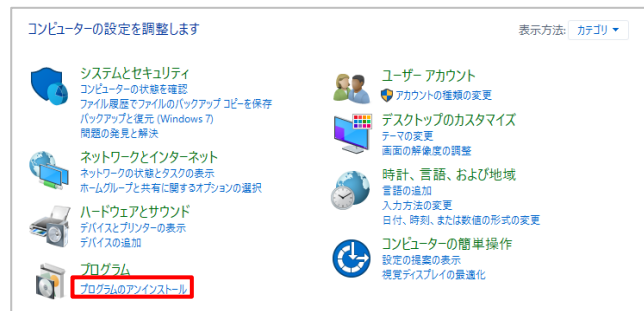 コンピューターの設定を調整します
表示方法: カテゴリ
システムとセキュリティ
コンピューターの状態を確認
ファイル履歴でファイルのバックアップ コピーを保存
バックアップと復元 (Windows 7)
問題の発見と解決
ネットワークとインターネット
ネットワークの状態とタスクの表示
ホームグループと共有に関するオプションの選択
ハードウェアとサウンド
デバイスとプリンターの表示
デバイスの追加
プログラム
プログラムのアンインストール
ユーザー アカウント
アカウントの種類の変更
デスクトップのカスタマイズ
テーマの変更
画面の解像度の調整
時計、言語、および地域
言語の追加
入力方法の変更
日付、時刻、または数値の形式の変更
コンピューターの簡単操作
設定の提案の表示
視覚ディスプレイの最適化